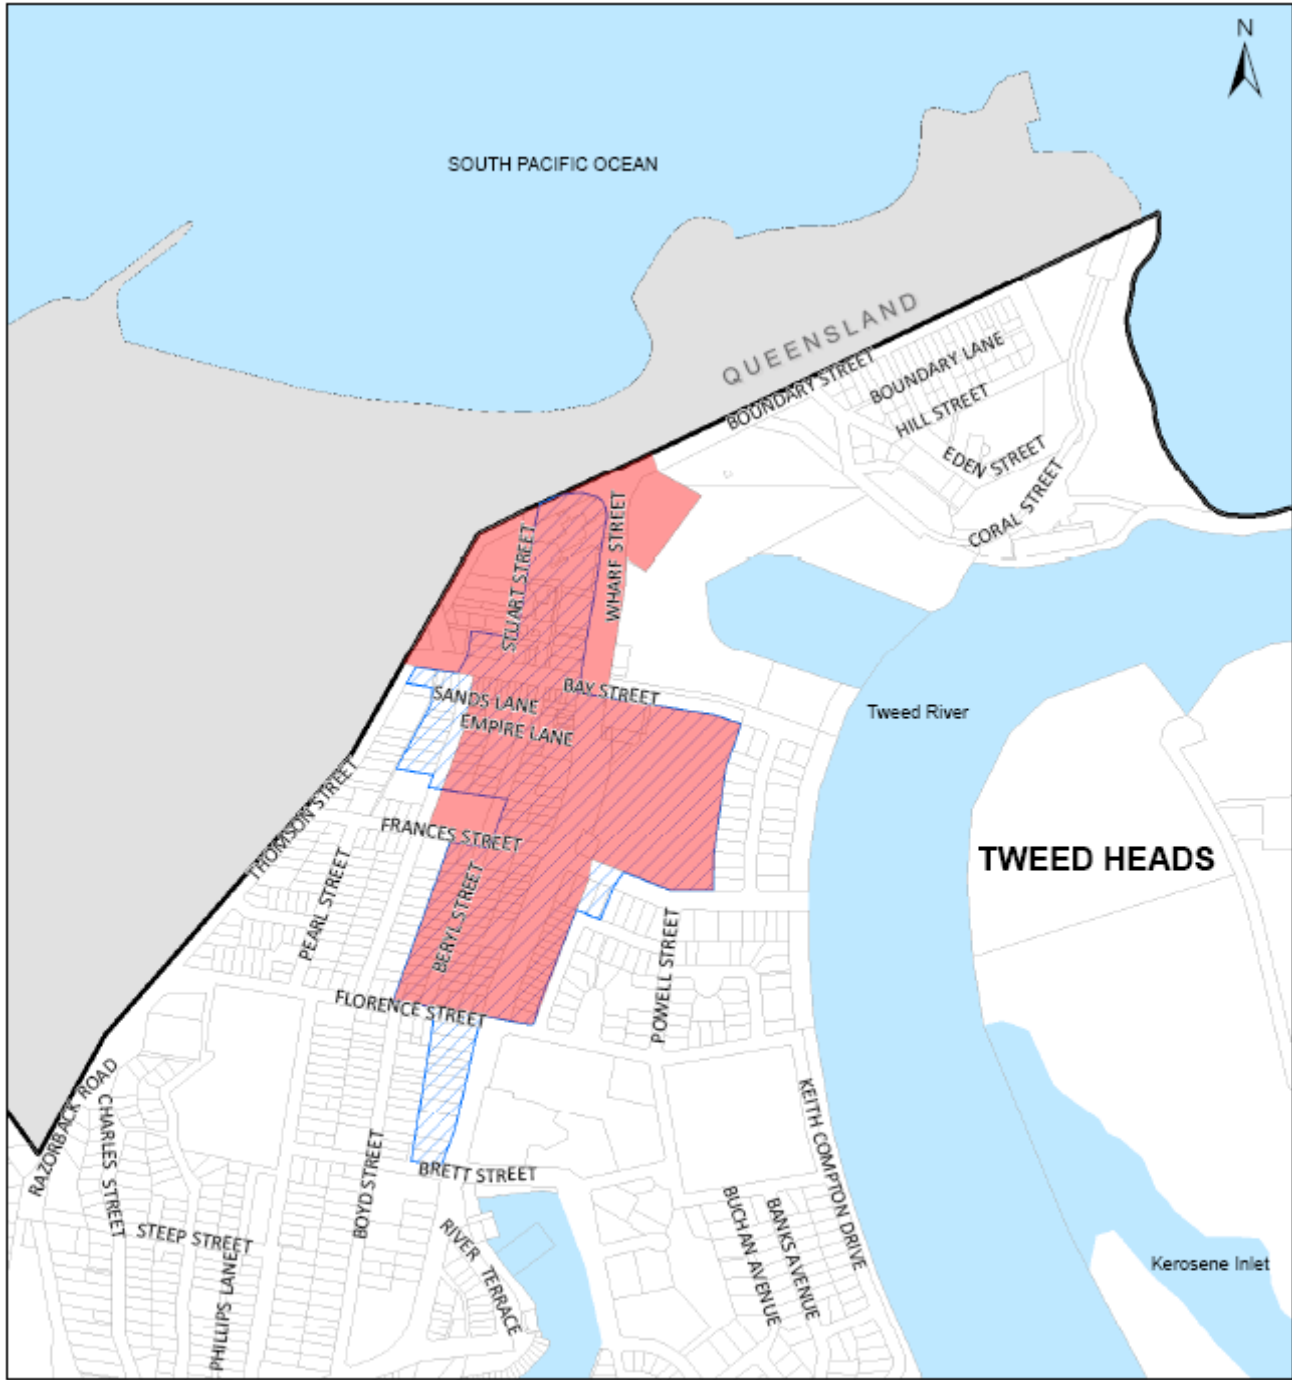 N
SOUTH PACIFIC OCEAN
QUEENSLAND
BOUNDARY STREET
BOUNDARY LANE
HILL STREET
EDEN STREET
CORAL STREET
STUART STREET
WHARF STREET
BAY STREET
SANDS LANE
EMPIRE LANE
Tweed River
THOMSON STREET
FRANCES STREET
TWEED HEADS
PEARL STREET
BERYL STREET
POWELL STREET
FLORENCE STREET
RAZORBACK ROAD
CHARLES STREET
KEITH COMPTON DRIVE
BOYD STREET
BRETT STREET
BUCHAN AVENUE
BANKS AVENUE
STEEP STREET
RIVER TERRACE
PHILLIPS LANE
Kerosene Inlet